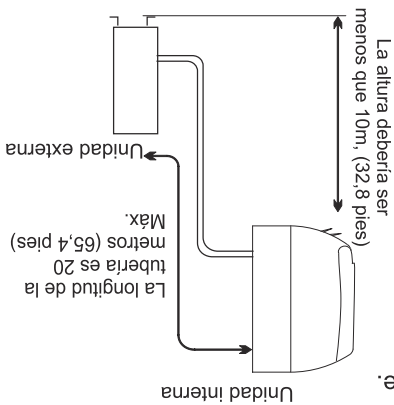 Unidad interna
e.
La altura debería ser
menos que 10m, (32,8 pies)
La longitud de la
tubería es 20
metros (65,4 pies)
Máx.
Unidad externa